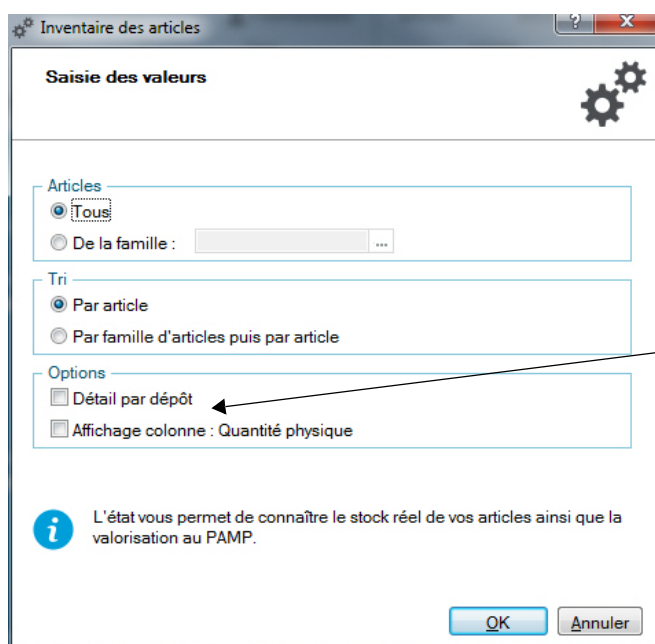 Inventaire des articles
?
X
Saisie des valeurs
Articles
Tous
De la famille :
...
Tri
Par article
Par famille d'articles puis par article
Options
Détail par dépôt
Affichage colonne : Quantité physique
i
L'état vous permet de connaître le stock réel de vos articles ainsi que la
valorisation au PAMP.
OK
Annuler